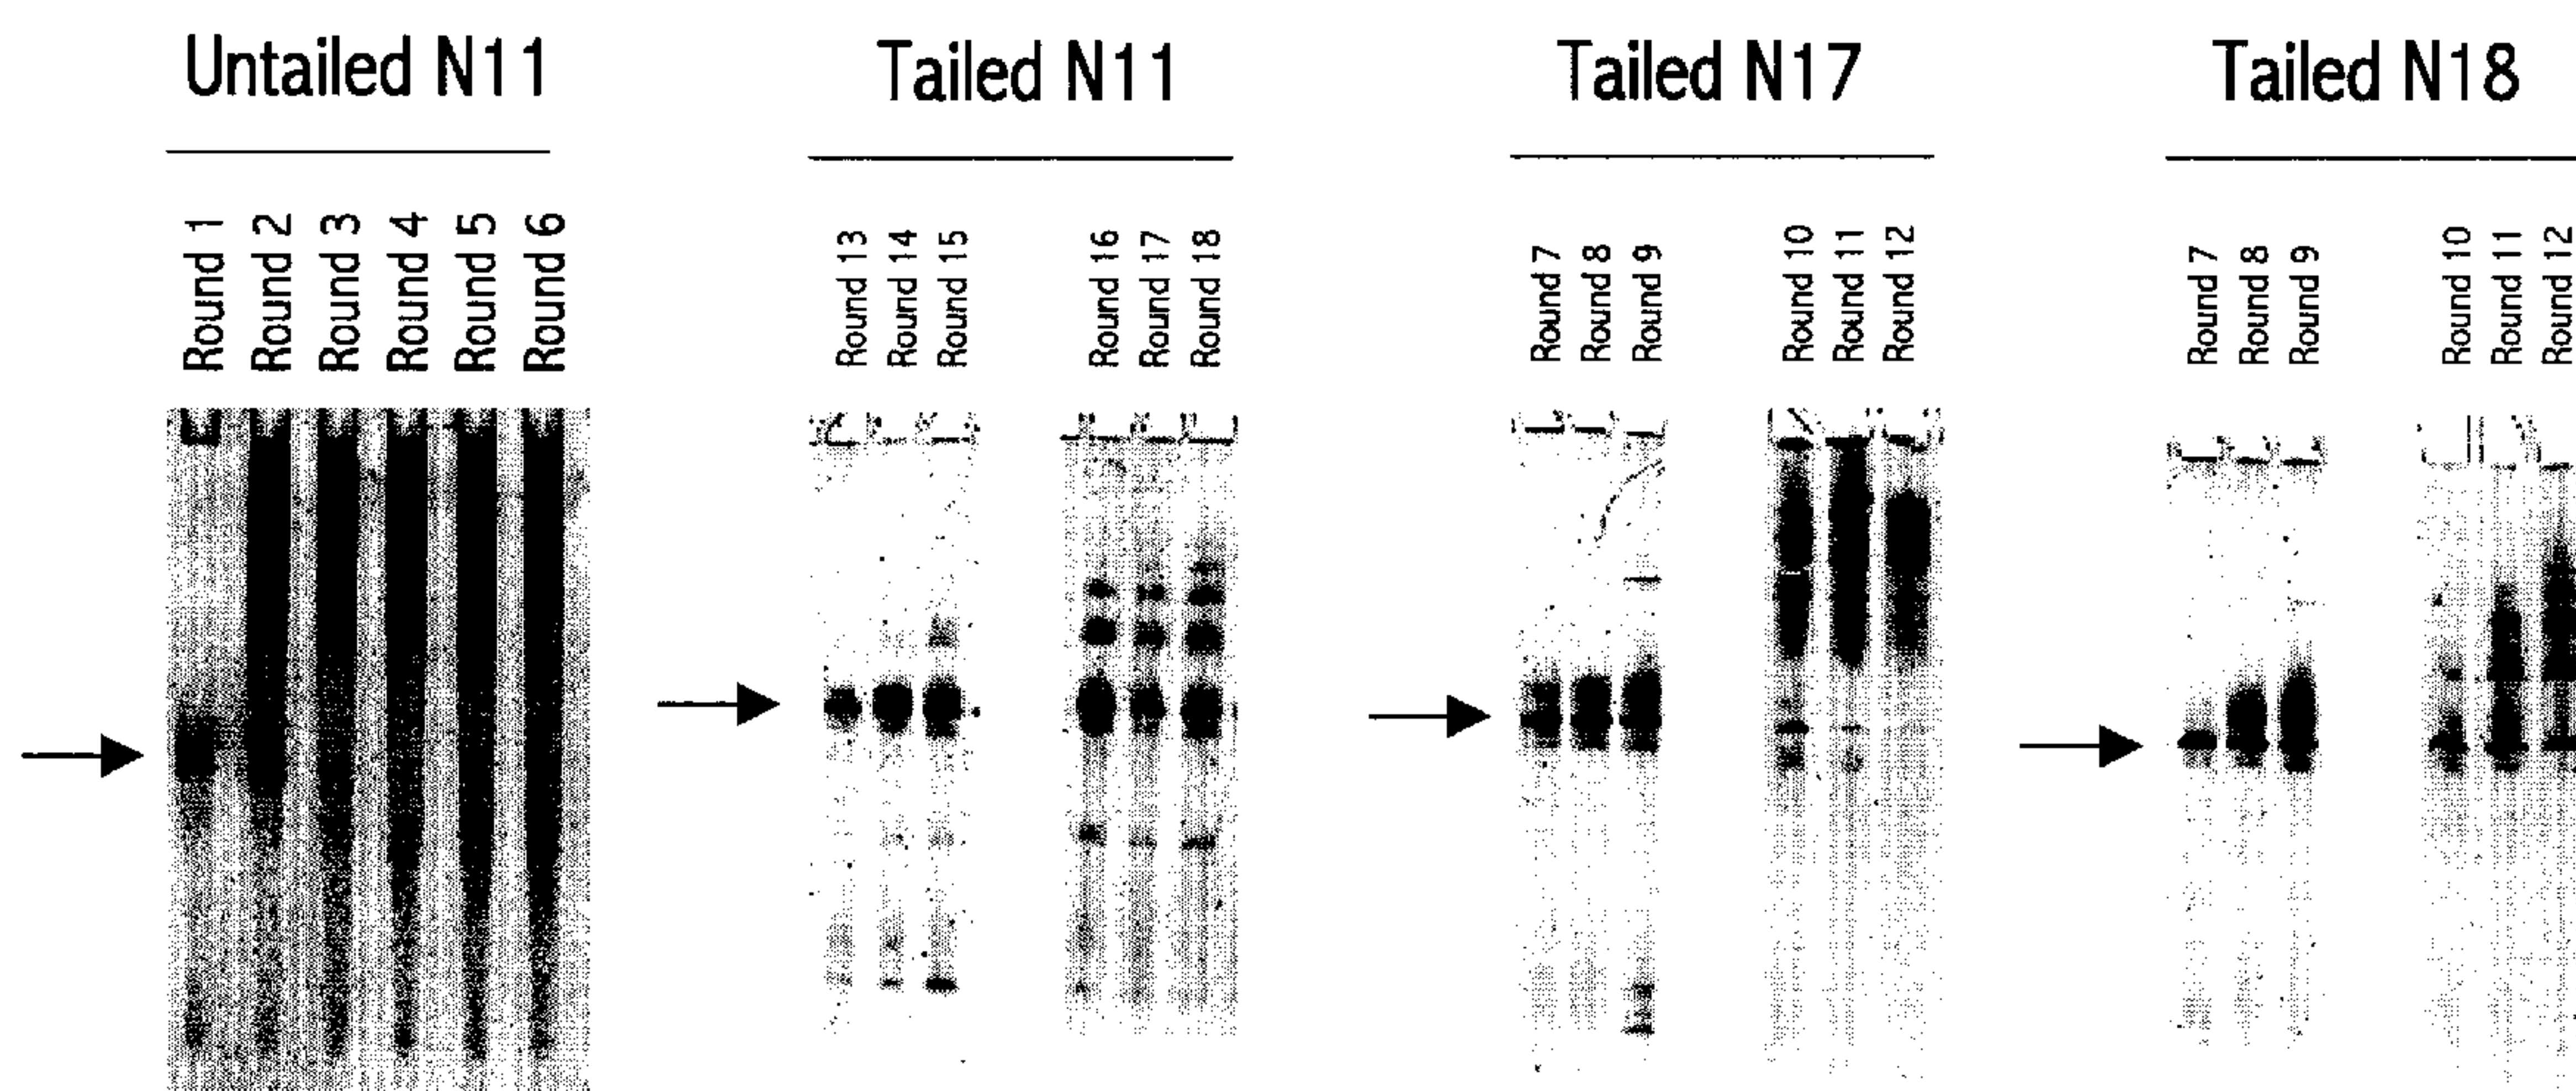 Untailed N11
Round 1
Round 2
Round 3
Round 4
Round 5
Round 6
Tailed N11
Round 13
Round 14
Round 15
Round 16
Round 17
Round 18
Tailed N17
Round 7
Round 8
Round 9
Round 10
Round 11
Round 12
Tailed N18
Round 7
Round 8
Round 9
Round 10
Round 11
Round 12